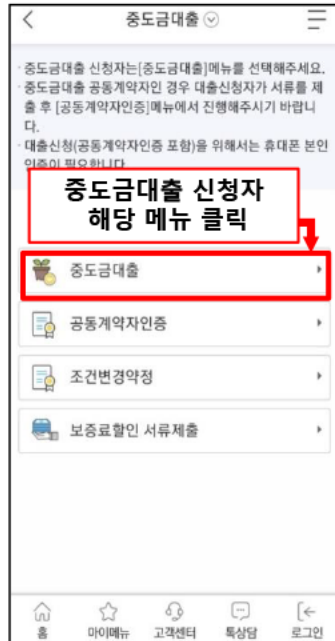 중도금대출
· 중도금대출 신청자는[중도금대출]메뉴를 선택해주세요.
· 중도금대출 공동계약자인 경우 대출신청자가 서류를 제
출 후 [공동계약자인증]메뉴에서 진행해주시기 바랍니
다.
· 대출신청(공동계약자인증 포함)을 위해서는 휴대폰 본인
인증이 필요합니다
중도금대출 신청자
해당 메뉴 클릭
중도금대출
공동계약자인증
조건변경약정
보증료할인 서류제출
홈 마이메뉴 고객센터 톡상담 로그인